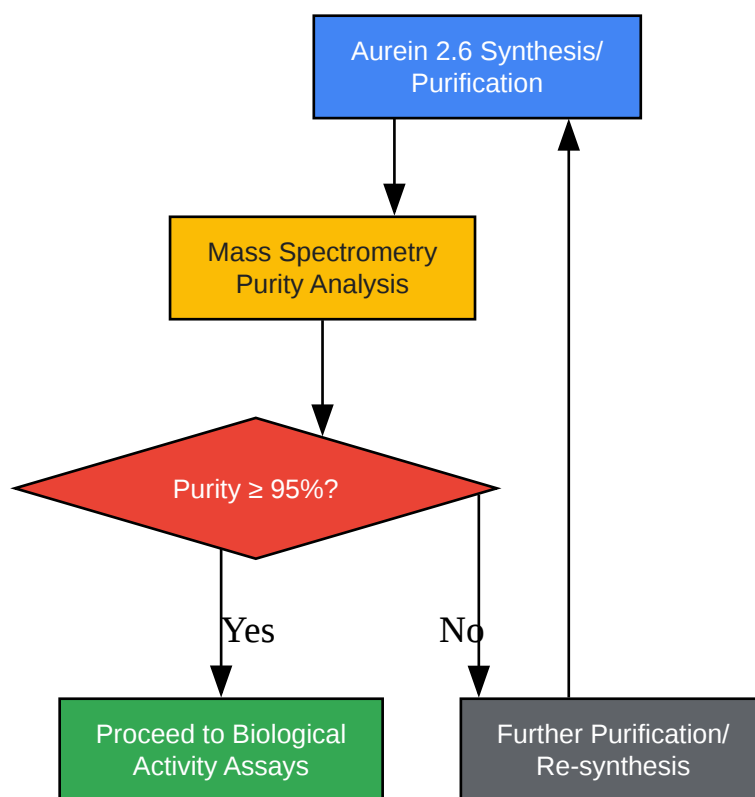 Aurein 2.6 Synthesis/
Purification
Mass Spectrometry
Purity Analysis
Purity ≥ 95%?
Yes
No
Proceed to Biological
Activity Assays
Further Purification/
Re-synthesis